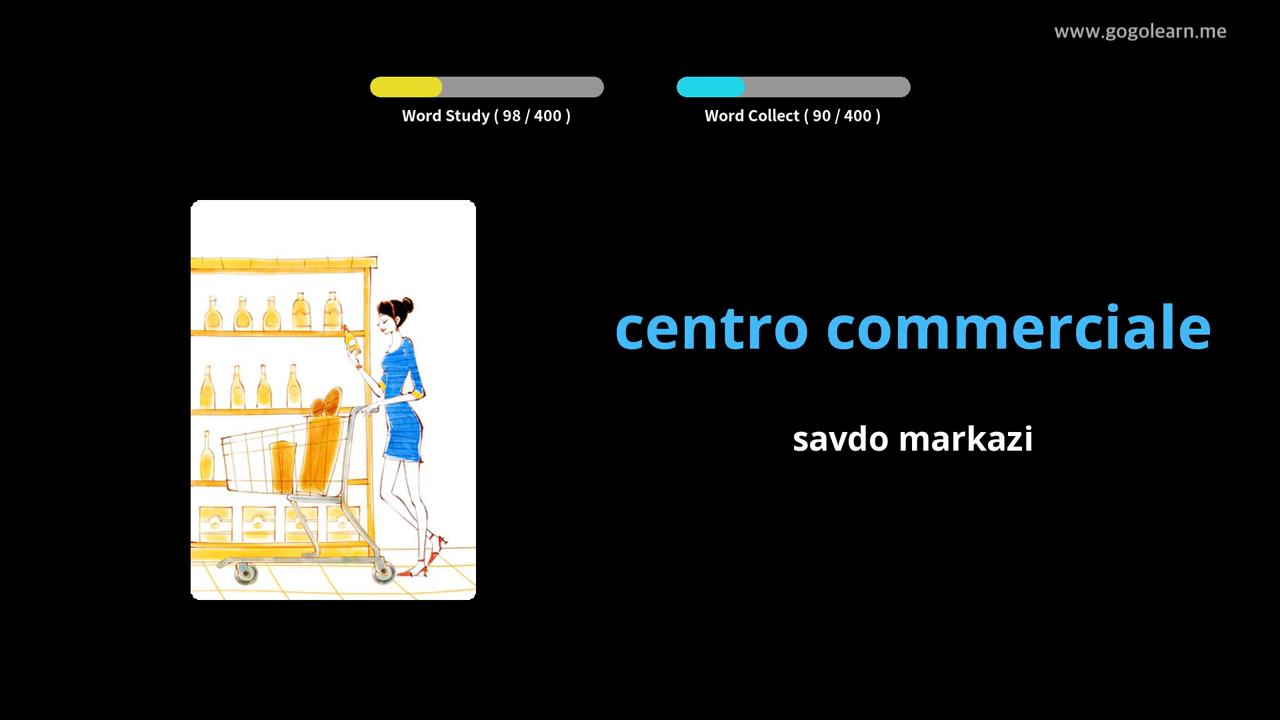 www.gogolearn.me
Word Study ( 98 / 400 )
Word Collect ( 90 / 400 )
centro commerciale
savdo markazi